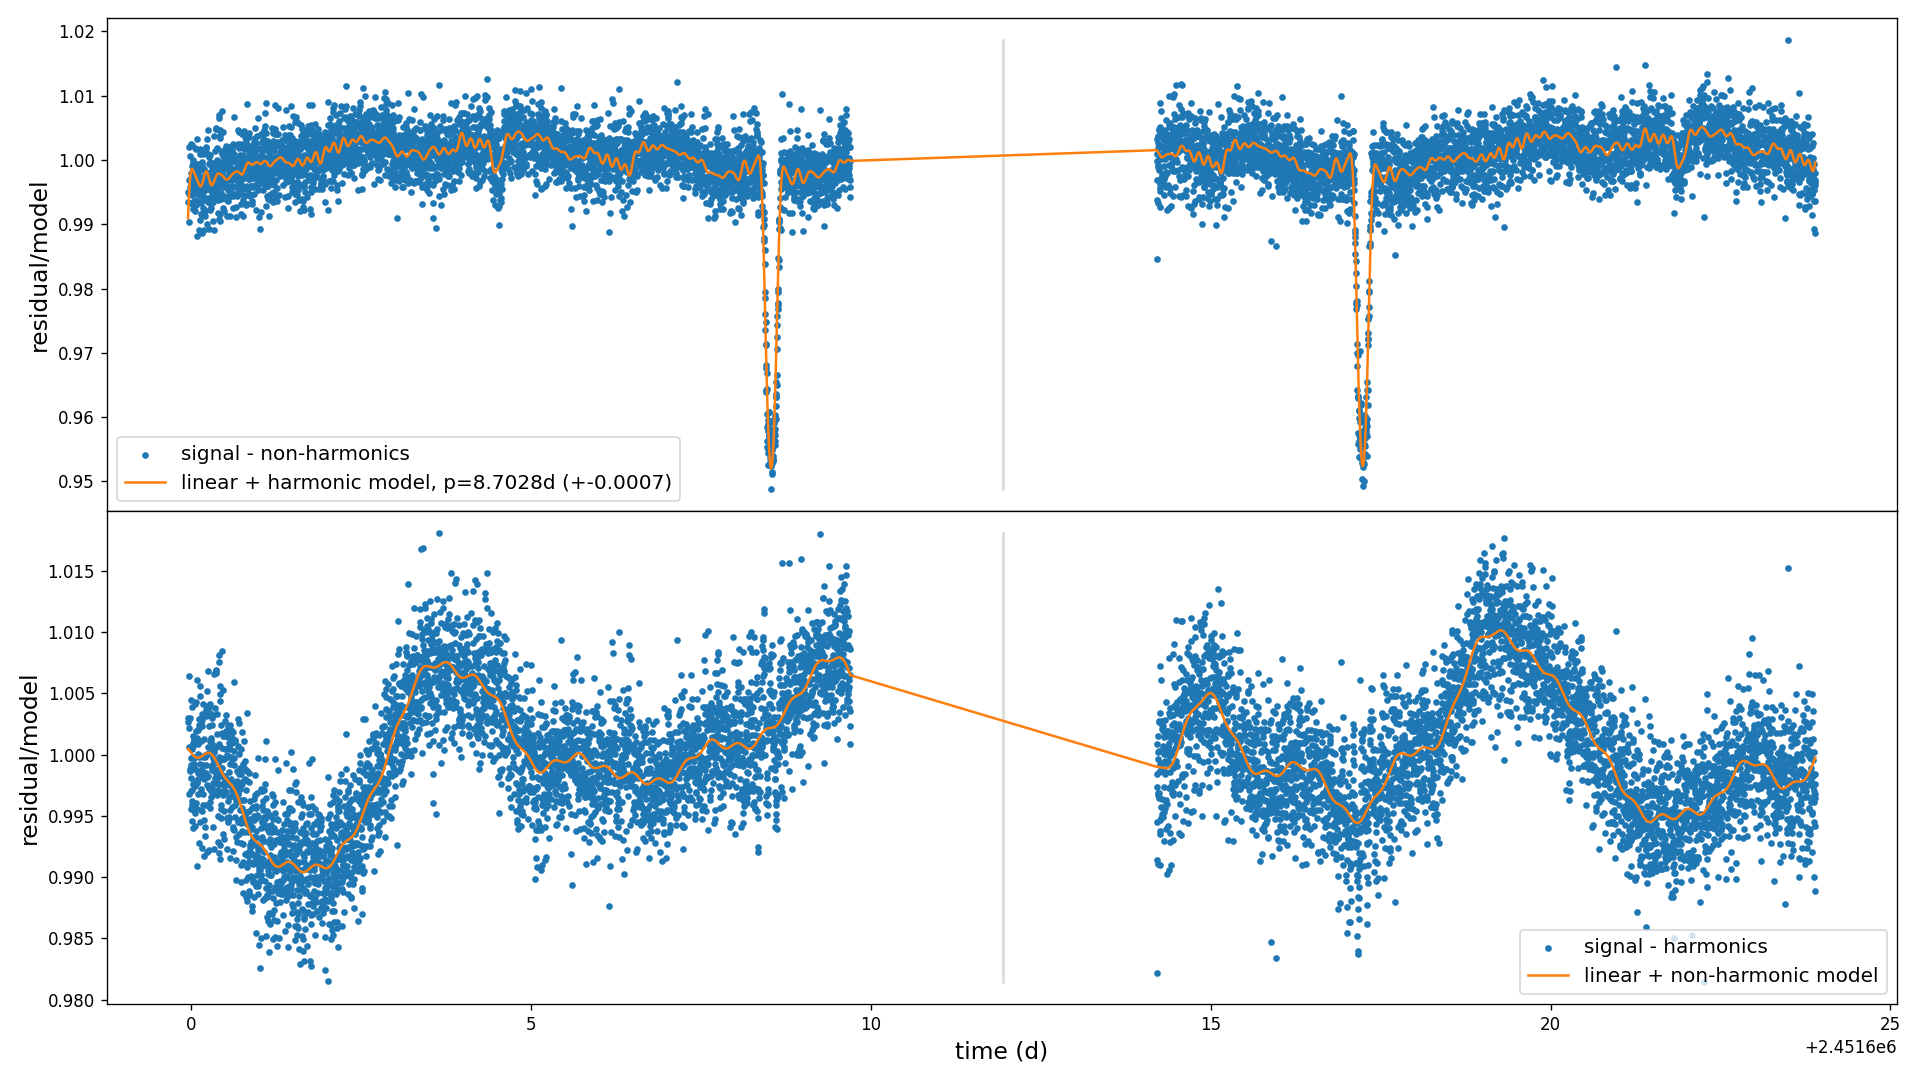 1.02
1.01
1.00
0.99
0.98
0.97
0.96
0.95
residual/model
signal - non-harmonics
linear + harmonic model, p=8.7028d (+-0.0007)
1.015
1.010
1.005
1.000
0.995
0.990
0.985
0.980
residual/model
signal - harmonics
linear + non-harmonic model
0 5 10 15 20 25
time (d)
+2.4516e6